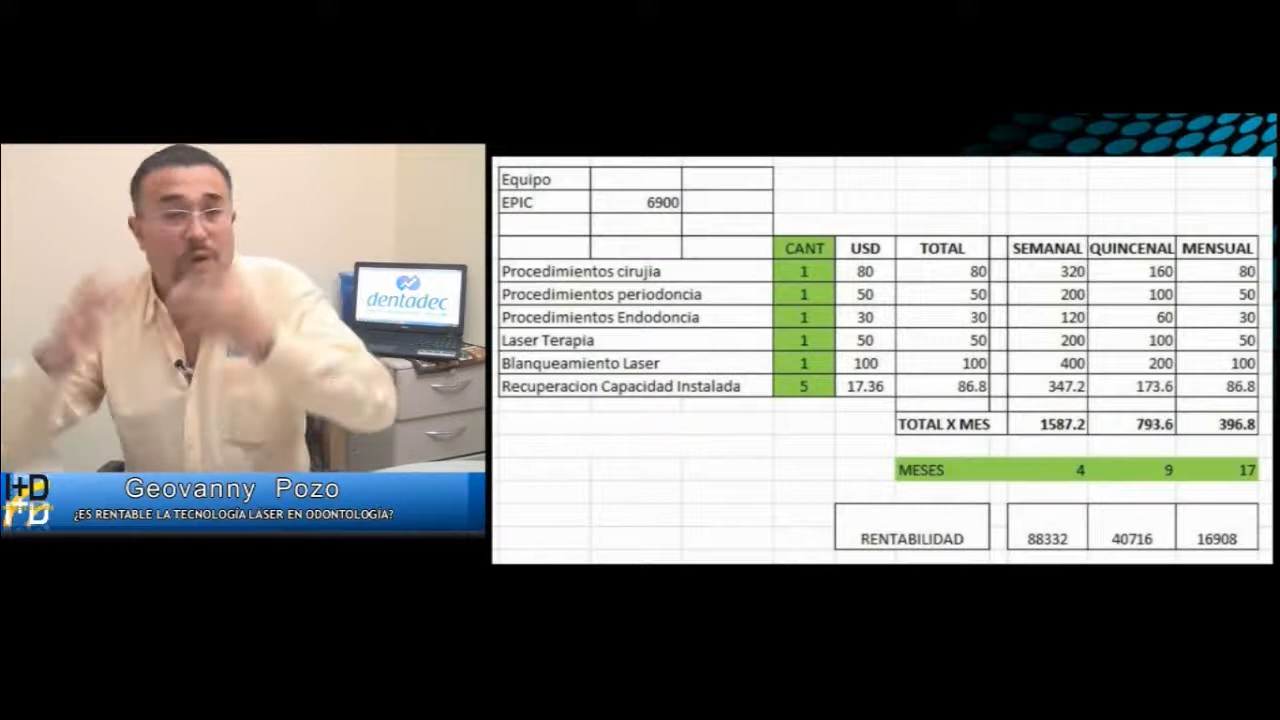 dentadec
I+D
Geovanny Pozo
¿ES RENTABLE LA TECNOLOGÍA LÁSER EN ODONTOLOGÍA?
Equipo
EPIC 6900
CANT USD TOTAL SEMANAL QUINCENAL MENSUAL
Procedimientos cirujia 1 80 80 320 160 80
Procedimientos periodoncia 1 50 50 200 100 50
Procedimientos Endodoncia 1 30 30 120 60 30
Laser Terapia 1 50 50 200 100 50
Blanqueamiento Laser 1 100 100 400 200 100
Recuperacion Capacidad Instalada 5 17.36 86.8 347.2 173.6 86.8
TOTAL X MES 1587.2 793.6 396.8
MESES 4 9 17
RENTABILIDAD 88332 40716 16908